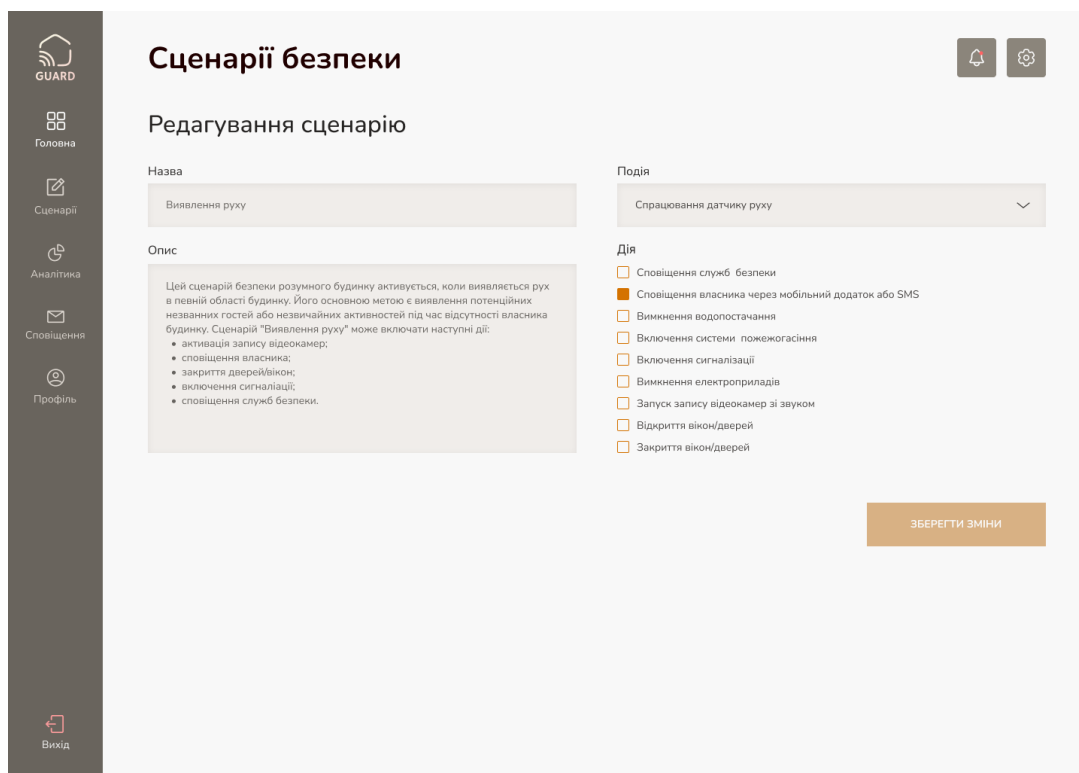 GUARD
Головна
Сценарії
Аналітика
Сповіщення
Профіль
Вихід
Сценарії безпеки
Редагування сценарію
Назва
Виявлення руху
Опис
Цей сценарій безпеки розумного будинку активується, коли виявляється рух
в певній області будинку. Його основною метою є виявлення потенційних
незванних гостей або незвичайних активностей під час відсутності власника
будинку. Сценарій "Виявлення руху" може включати наступні дії:
• активація запису відеокамер;
• сповіщення власника;
• закриття дверей/вікон;
• включення сигналіації;
• сповіщення служб безпеки.
Подія
Спрацювання датчику руху
Дія
Сповіщення служб безпеки
Сповіщення власника через мобільний додаток або SMS
Вимкнення водопостачання
Включення системи пожежогасіння
Включення сигналізації
Вимкнення електроприладів
Запуск запису відеокамер зі звуком
Відкриття вікон/дверей
Закриття вікон/дверей
ЗБЕРЕГТИ ЗМІНИ